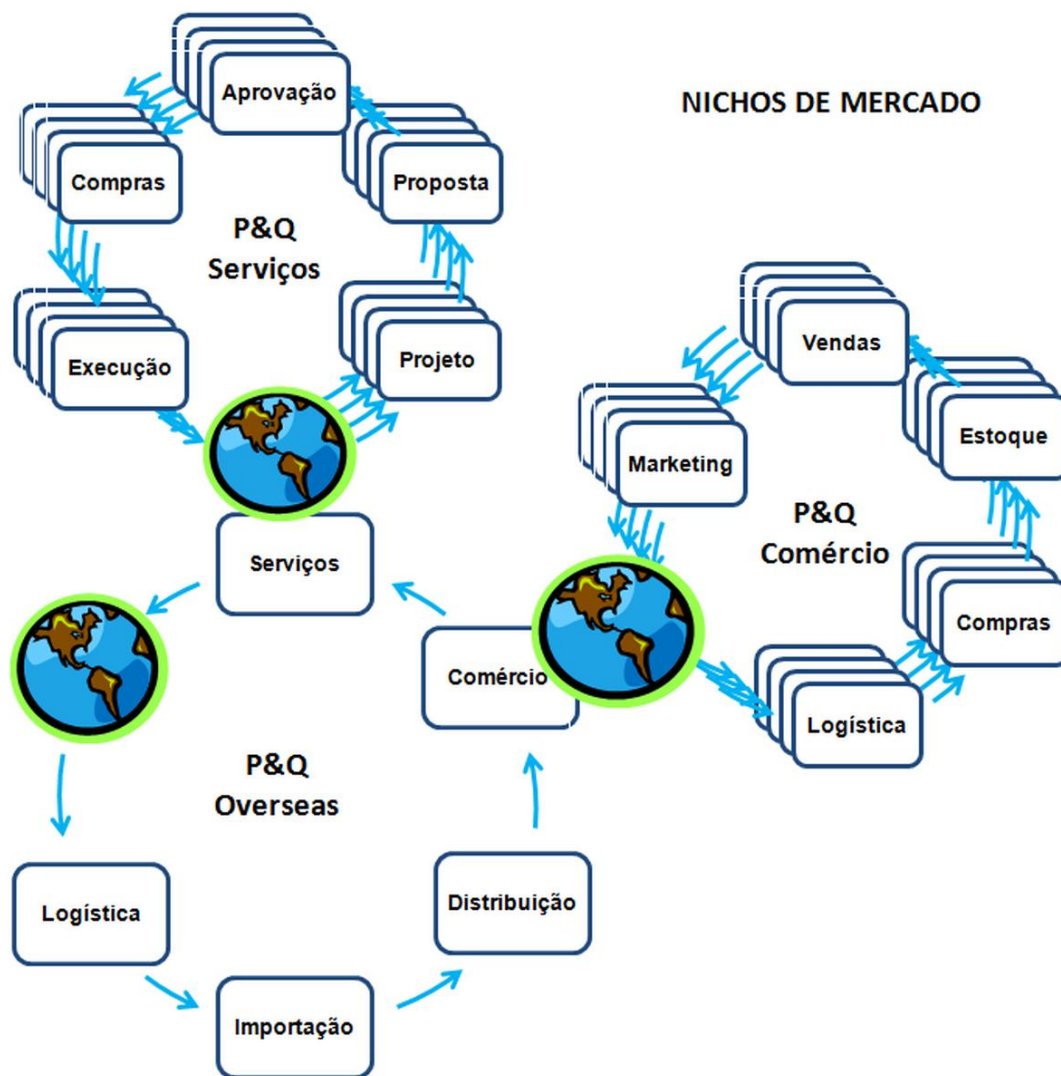 Aprovação
NICHOS DE MERCADO
Compras
Proposta
P&Q
Serviços
Execução
Projeto
Vendas
Estoque
Marketing
P&Q
Comércio
Serviços
Compras
Comércio
Logística
P&Q
Overseas
Distribuição
Logística
Importação